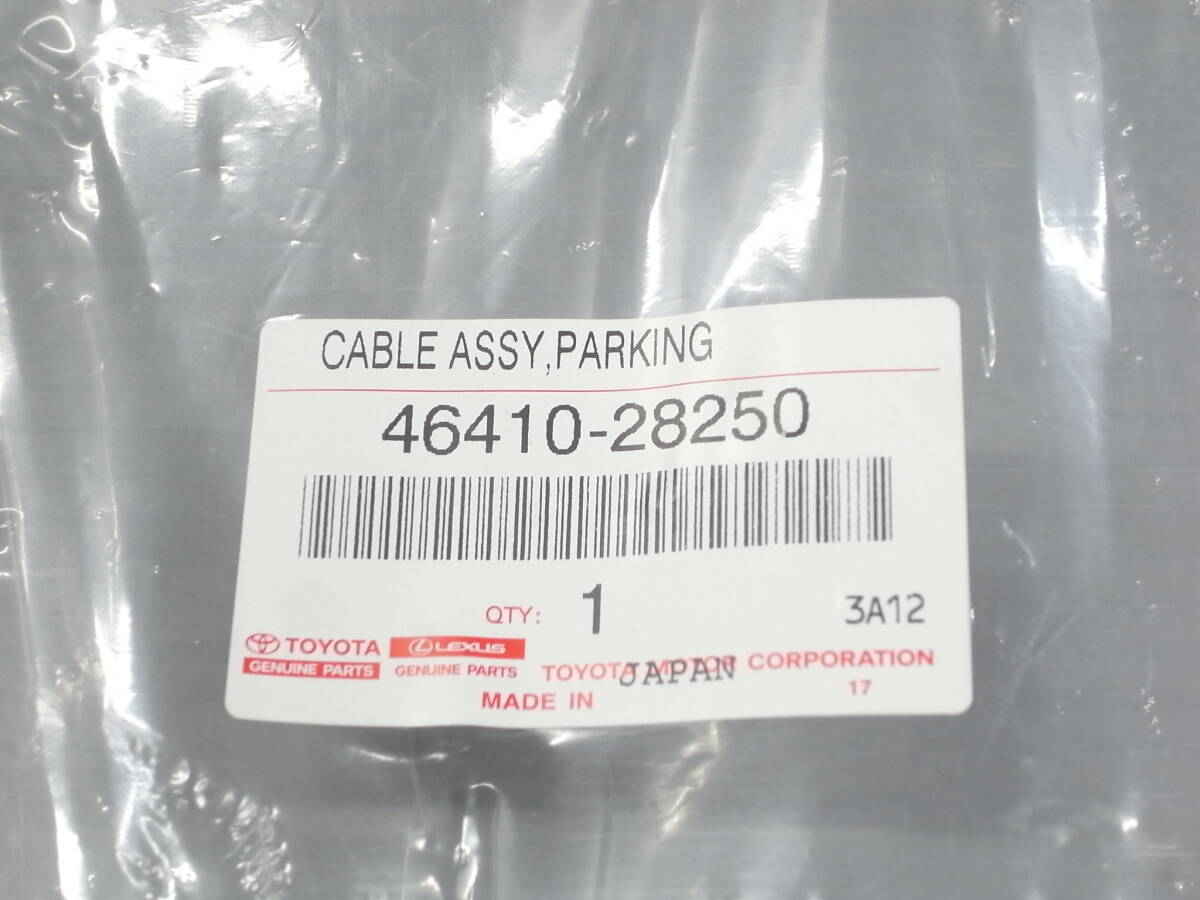 CABLE ASSY,PARKING
46410-28250
QTY: 1 3A12
TOYOTA LEXUS
GENUINE PARTS GENUINE PARTS TOYOTA MOTOR CORPORATION
MADE IN JAPAN 17